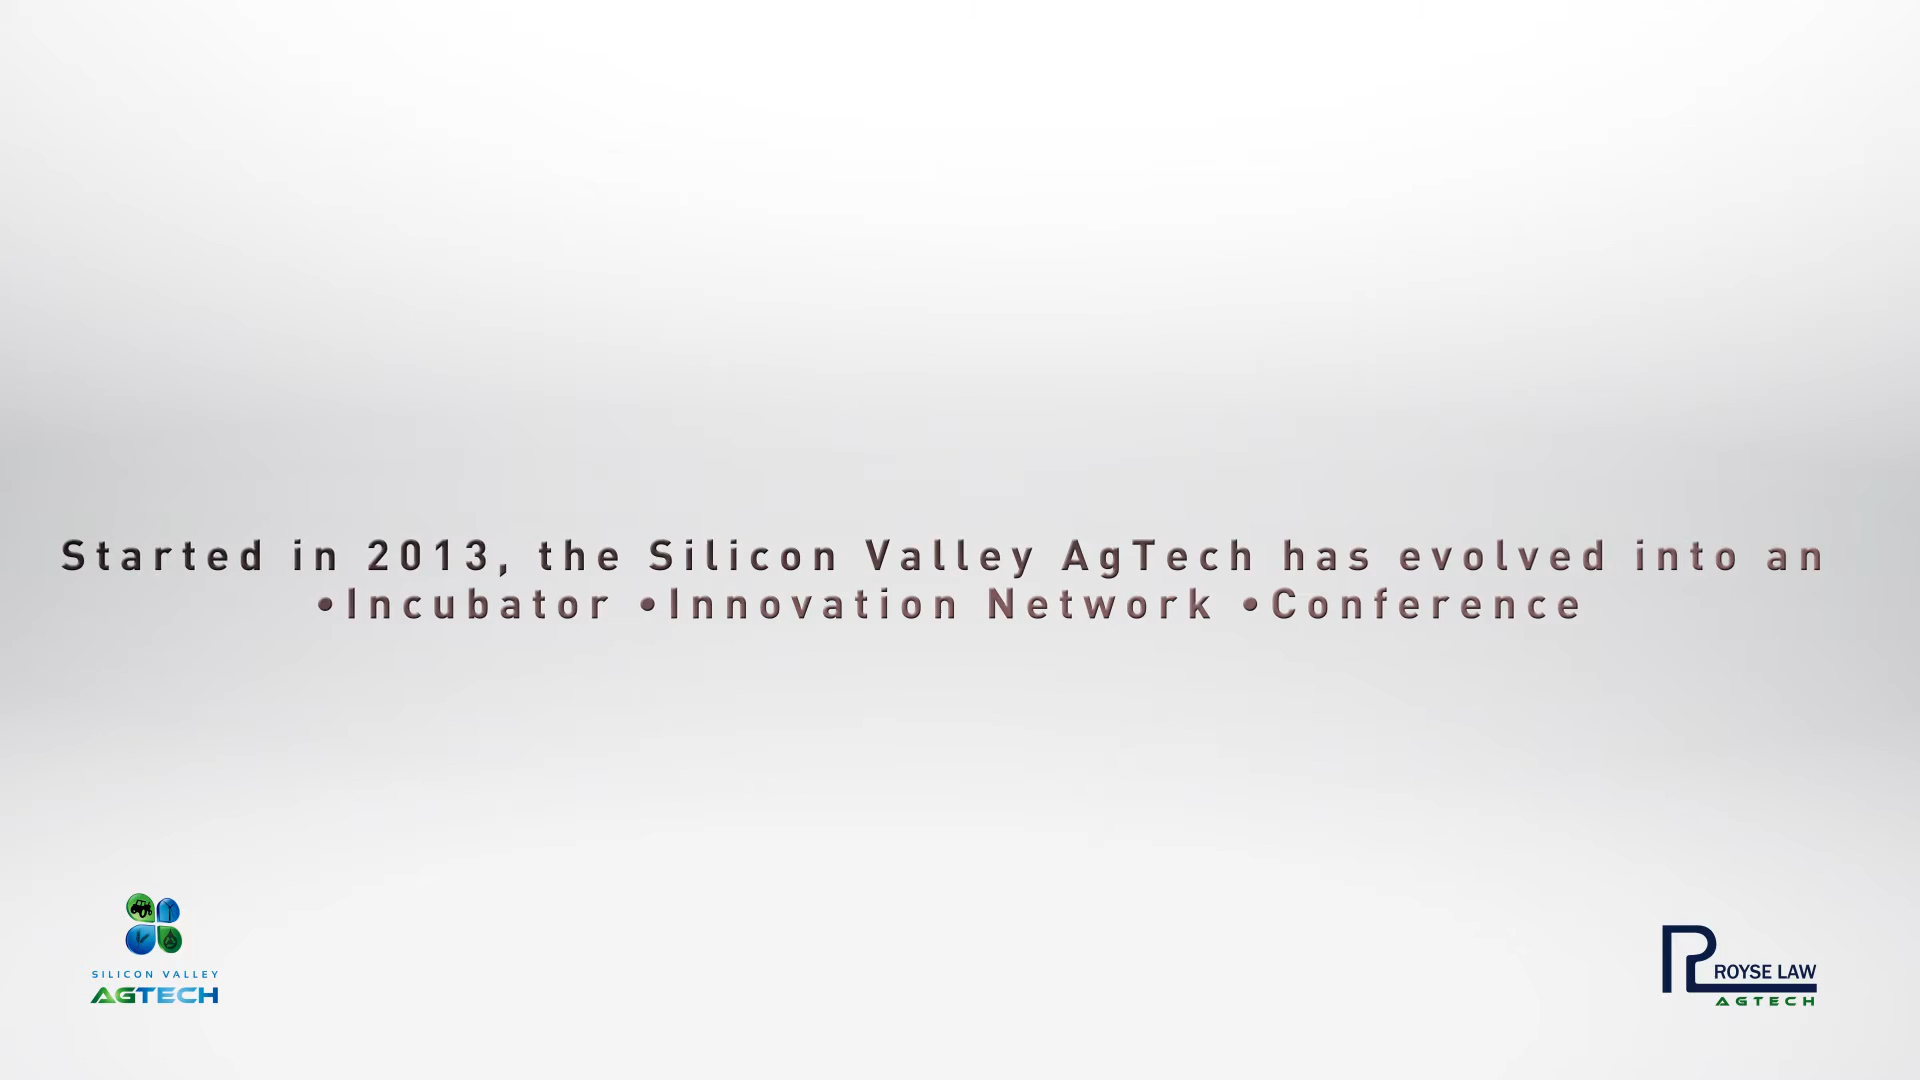 Started in 2013, the Silicon Valley AgTech has evolved into an
•Incubator •Innovation Network •Conference
SILICON VALLEY
AGTECH
ROYSE LAW
AGTECH